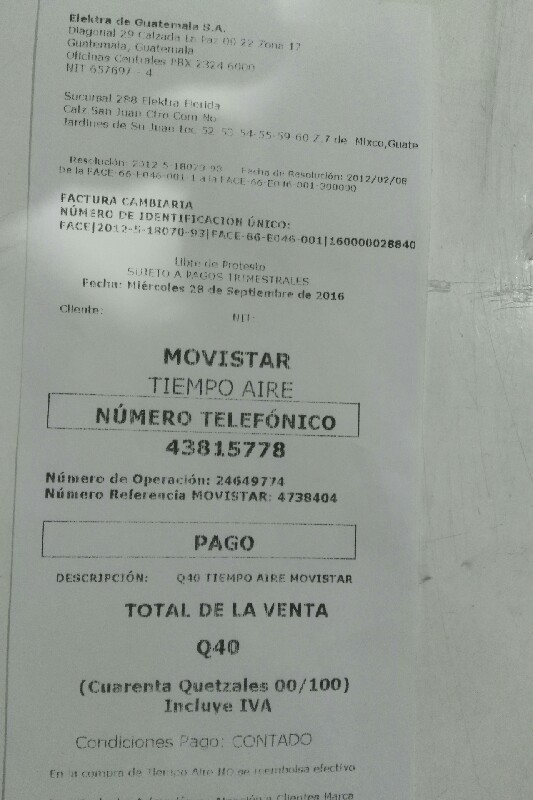 Elektra de Guatemala S.A.
Diagonal 29 Calzada la Paz 00 22 Zona 17
Guatemala, Guatemala
Oficinas Centrales PBX 2324 6000
NIT 657697 - 4
Sucursal 288 Elektra Florida
Calz San Juan Ctro Com No
Jardines de Sn Juan Loc 52-53-54-55-59-60 Z.7 de Mixco,Guate
Resolución: 2012-5-18070-93 Fecha de Resolución: 2012/02/08
De la FACE-66-E046-001-1 a la FACE-66-E046-001-300000
FACTURA CAMBIARIA
NÚMERO DE IDENTIFICACION ÚNICO:
FACE|2012-5-18070-93|FACE-66-E046-001|160000028840
Libre de Protesto
SUJETO A PAGOS TRIMESTRALES
Fecha: Miércoles 28 de Septiembre de 2016
Cliente: NIT:
MOVISTAR
TIEMPO AIRE
NÚMERO TELEFÓNICO
43815778
Número de Operación: 24649774
Número Referencia MOVISTAR: 4738404
PAGO
DESCRIPCIÓN: Q40 TIEMPO AIRE MOVISTAR
TOTAL DE LA VENTA
Q40
(Cuarenta Quetzales 00/100)
Incluye IVA
Condiciones Pago: CONTADO
En la compra de Tiempo Aire NO se reembolsa efectivo
Atención a Clientes Marca